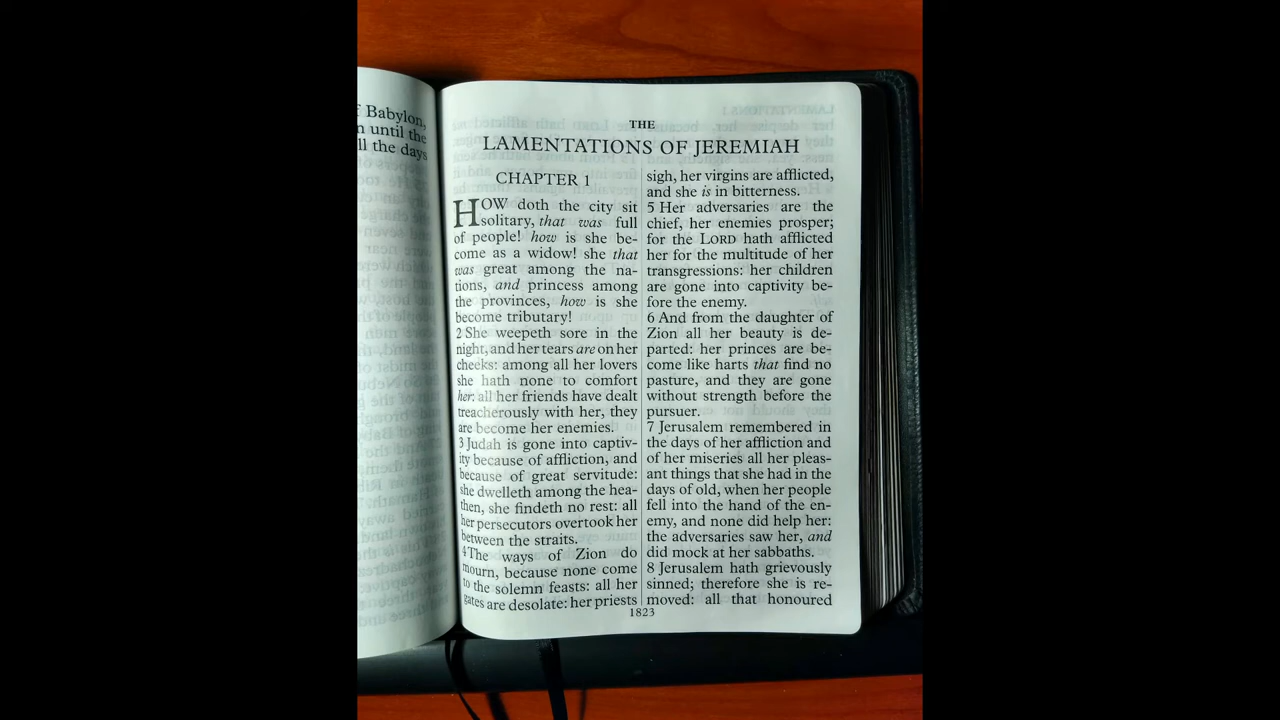 f Babylon,
n until the
ll the days
THE
LAMENTATIONS OF JEREMIAH
CHAPTER 1
HOW doth the city sit
solitary, that was full
of people! how is she be-
come as a widow! she that
was great among the na-
tions, and princess among
the provinces, how is she
become tributary!
2 She weepeth sore in the
night, and her tears are on her
cheeks: among all her lovers
she hath none to comfort
her: all her friends have dealt
treacherously with her, they
are become her enemies.
3 Judah is gone into captiv-
ity because of affliction, and
because of great servitude:
she dwelleth among the hea-
then, she findeth no rest: all
her persecutors overtook her
between the straits.
4 The ways of Zion do
mourn, because none come
to the solemn feasts: all her
gates are desolate: her priests
sigh, her virgins are afflicted,
and she is in bitterness.
5 Her adversaries are the
chief, her enemies prosper;
for the LORD hath afflicted
her for the multitude of her
transgressions: her children
are gone into captivity be-
fore the enemy.
6 And from the daughter of
Zion all her beauty is de-
parted: her princes are be-
come like harts that find no
pasture, and they are gone
without strength before the
pursuer.
7 Jerusalem remembered in
the days of her affliction and
of her miseries all her pleas-
ant things that she had in the
days of old, when her people
fell into the hand of the en-
emy, and none did help her:
the adversaries saw her, and
did mock at her sabbaths.
8 Jerusalem hath grievously
sinned; therefore she is re-
moved: all that honoured
1823